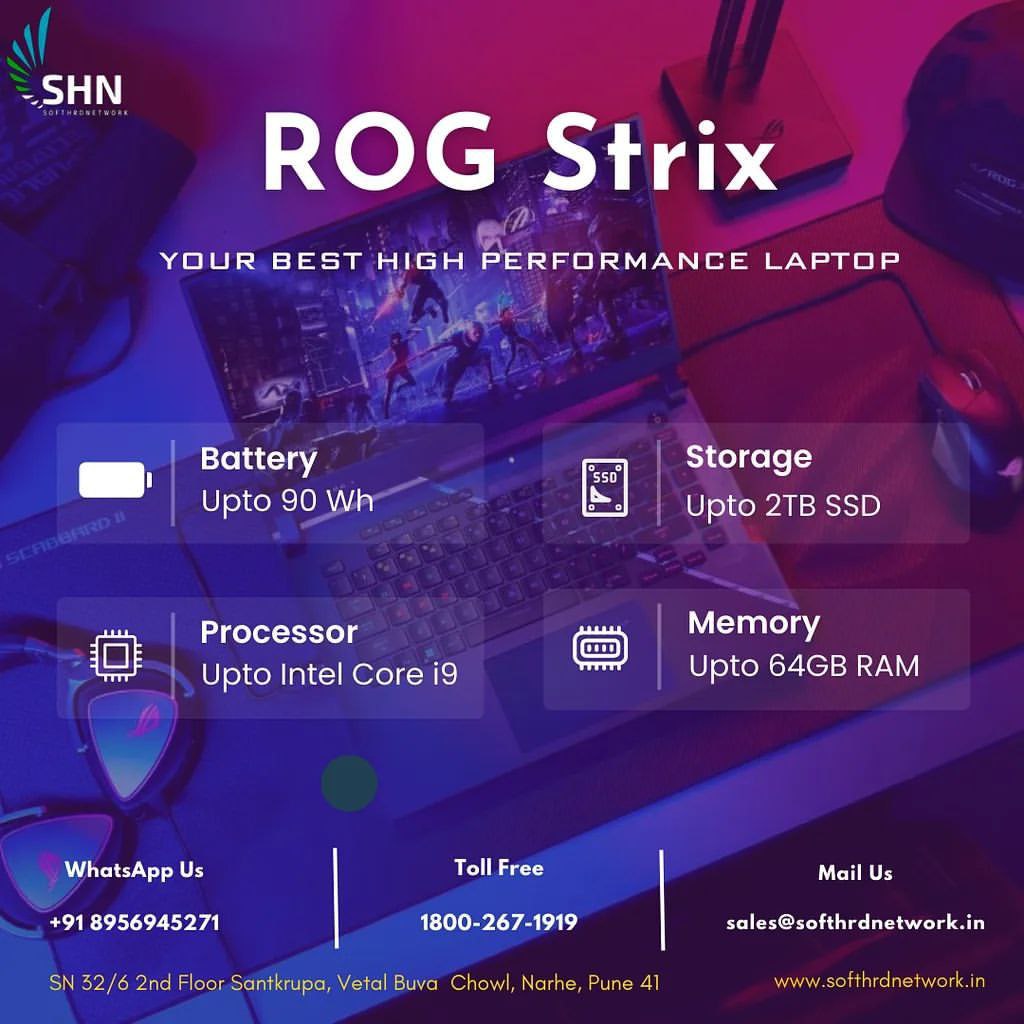 SHN
SOFTHRDNETWORK
ROG Strix
YOUR BEST HIGH PERFORMANCE LAPTOP
Battery
Upto 90 Wh
Storage
SSD
Upto 2TB SSD
SCABBARD II
Processor
Upto Intel Core i9
Memory
Upto 64GB RAM
WhatsApp Us
+91 8956945271
Toll Free
1800-267-1919
Mail Us
sales@softhrdnetwork.in
SN 32/6 2nd Floor Santkrupa, Vetal Buva Chowl, Narhe, Pune 41
www.softhrdnetwork.in